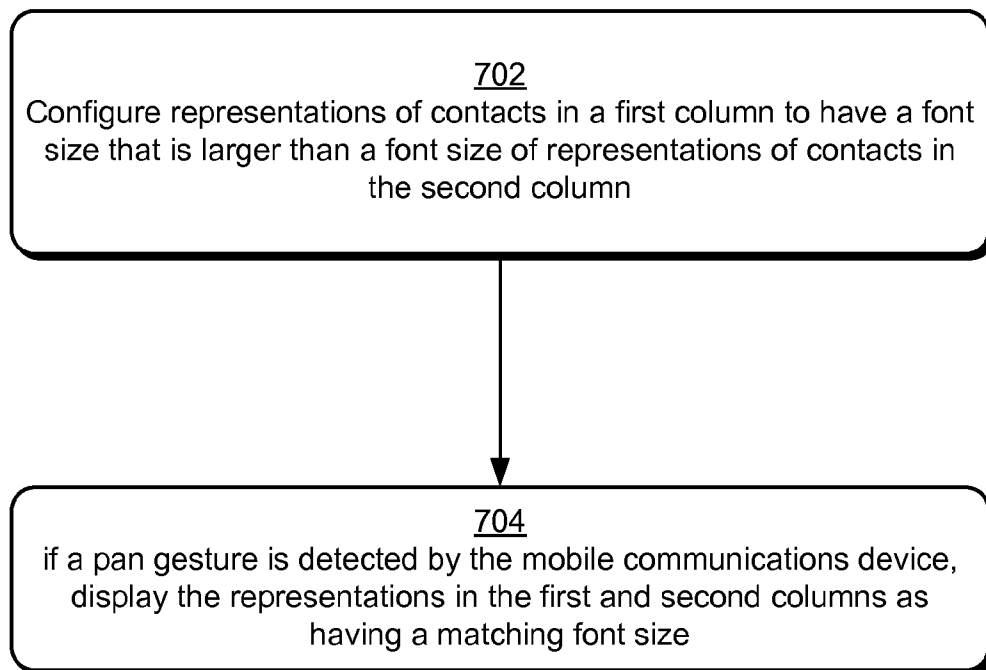 702
Configure representations of contacts in a first column to have a font
size that is larger than a font size of representations of contacts in
the second column
704
if a pan gesture is detected by the mobile communications device,
display the representations in the first and second columns as
having a matching font size